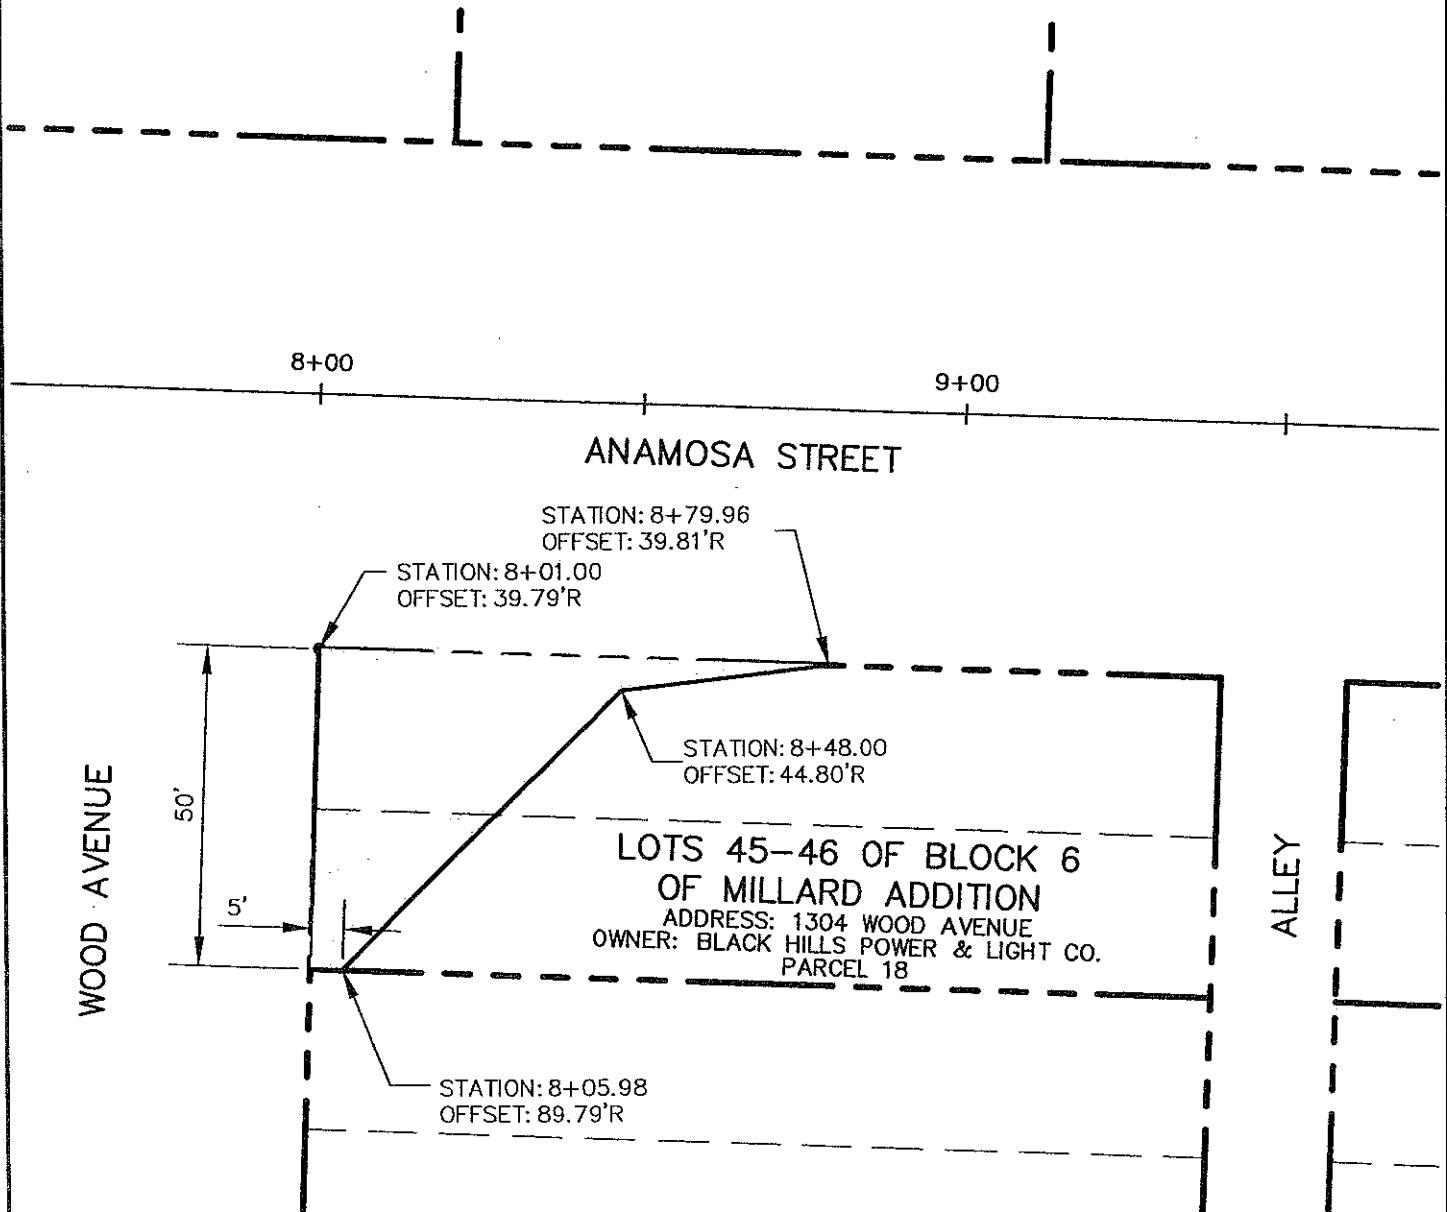 8+00
9+00
ANAMOSA STREET
STATION: 8+79.96
OFFSET: 39.81'R
STATION: 8+01.00
OFFSET: 39.79'R
STATION: 8+48.00
OFFSET: 44.80'R
50'
WOOD AVENUE
5'
LOTS 45-46 OF BLOCK 6
OF MILLARD ADDITION
ADDRESS: 1304 WOOD AVENUE
OWNER: BLACK HILLS POWER & LIGHT CO.
PARCEL 18
ALLEY
STATION: 8+05.98
OFFSET: 89.79'R